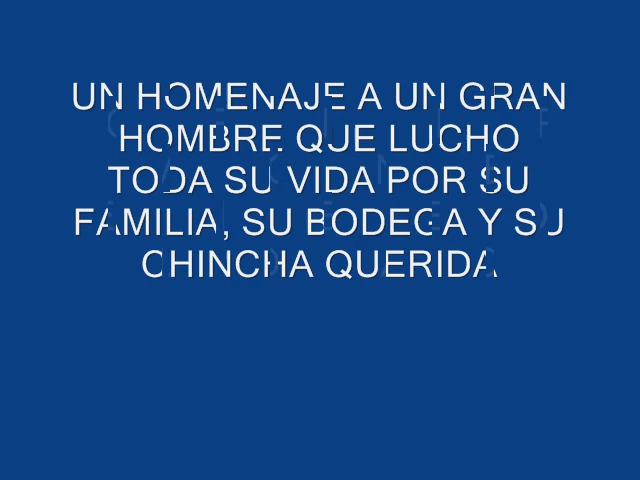 UN HOMENAJE A UN GRAN
HOMBRE QUE LUCHO
TODA SU VIDA POR SU
FAMILIA, SU BODEGA Y SU
CHINCHA QUERIDA